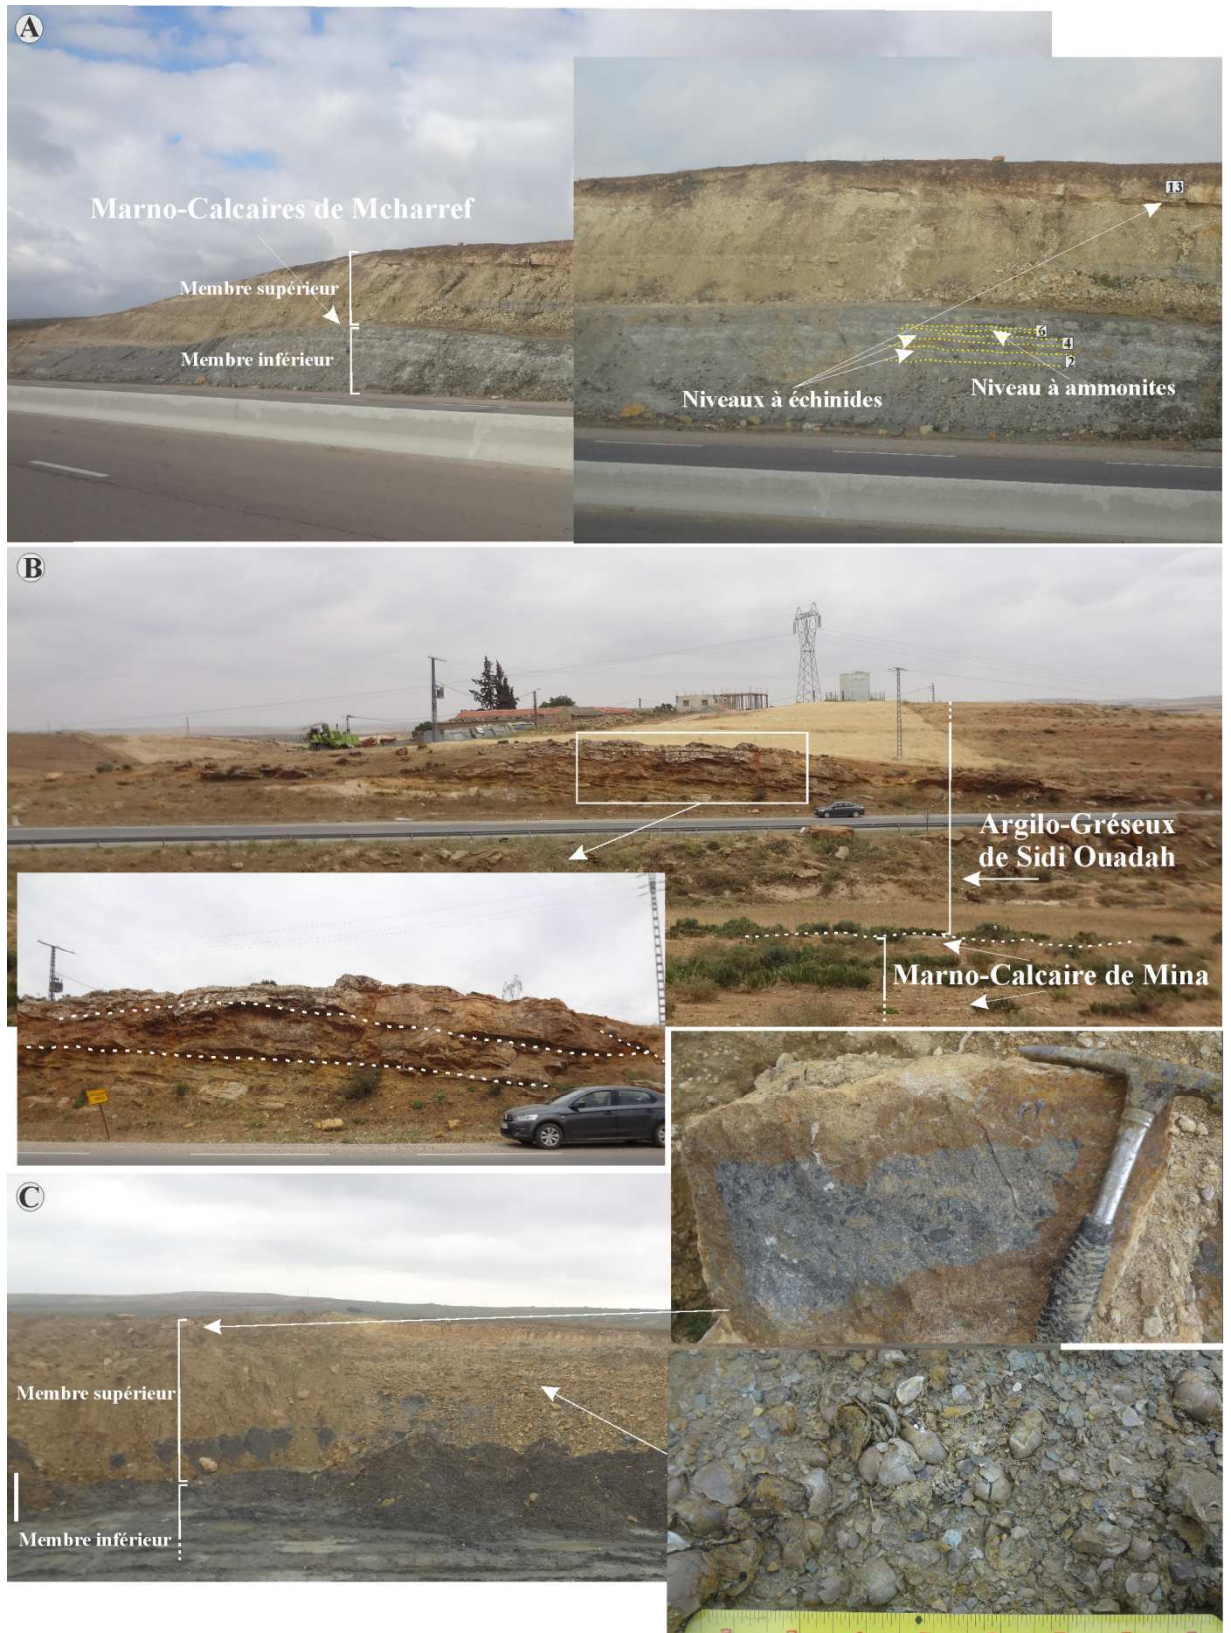 A
Marno-Calcaires de Mcharref
Membre supérieur
Membre inférieur
13
6
4
2
Niveaux à échinides
Niveau à ammonites
B
Argilo-Gréseux
de Sidi Ouadah
Marno-Calcaire de Mina
C
Membre supérieur
Membre inférieur